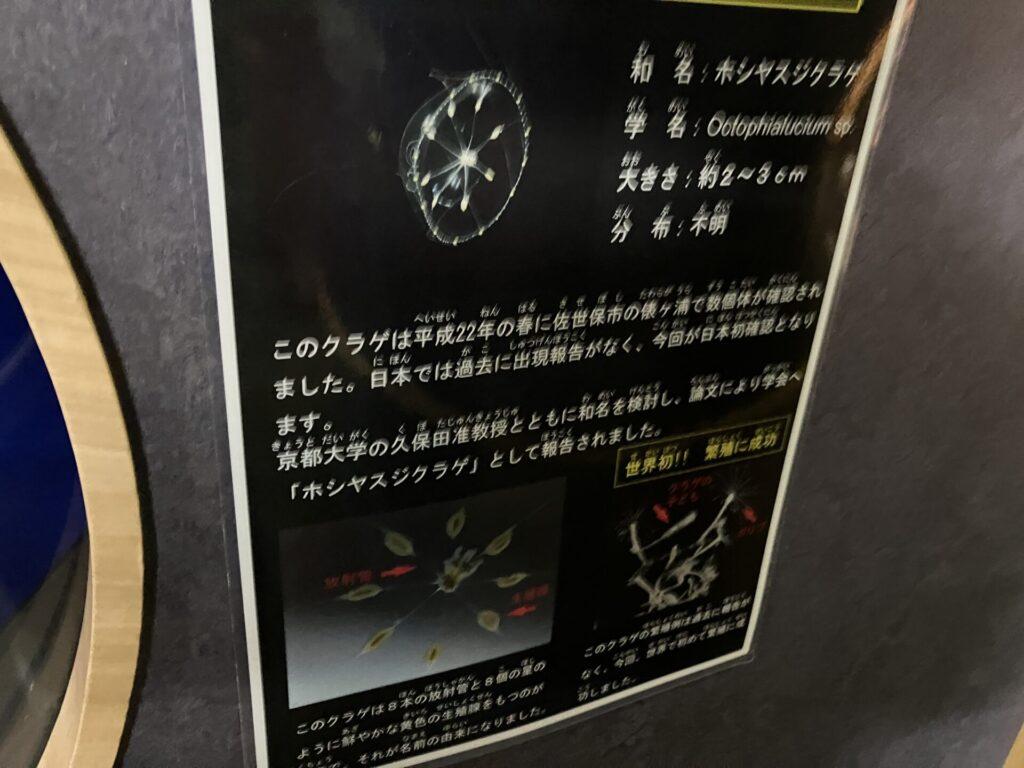 和名：ホシヤスジクラゲ
学名：Octophialucium sp.
大きさ：約2～3cm
分布：不明
このクラゲは平成22年の春に佐世保市の俵ヶ浦で数個体が確認され
ました。日本では過去に出現報告がなく、今回が日本初確認となり
ます。
京都大学の久保田准教授とともに和名を検討し、論文により学会へ
「ホシヤスジクラゲ」として報告されました。
世界初!! 繁殖に成功
クラゲの
子ども
ポリプ
放射管
生殖腺
このクラゲの繁殖例は過去に報告が
なく、今回、世界で初めて繁殖に成
功しました。
このクラゲは8本の放射管と8個の星の
ように鮮やかな黄色の生殖腺をもつのが
それが名前の由来になりました。